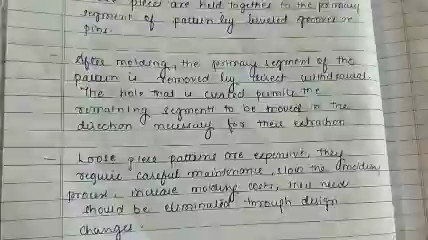 pieces are held together to the primary
segment of pattern by beveled grooves or
pins.
— After molding, the primary segment of the
pattern is removed by direct withdrawal.
The hole that is created permits the
remaining segments to be moved in the
direction necessary for their extraction
— Loose piece patterns are expensive, they
require careful maintenance, slow the molding
process, increase molding costs, need
should be eliminated through design
changes.